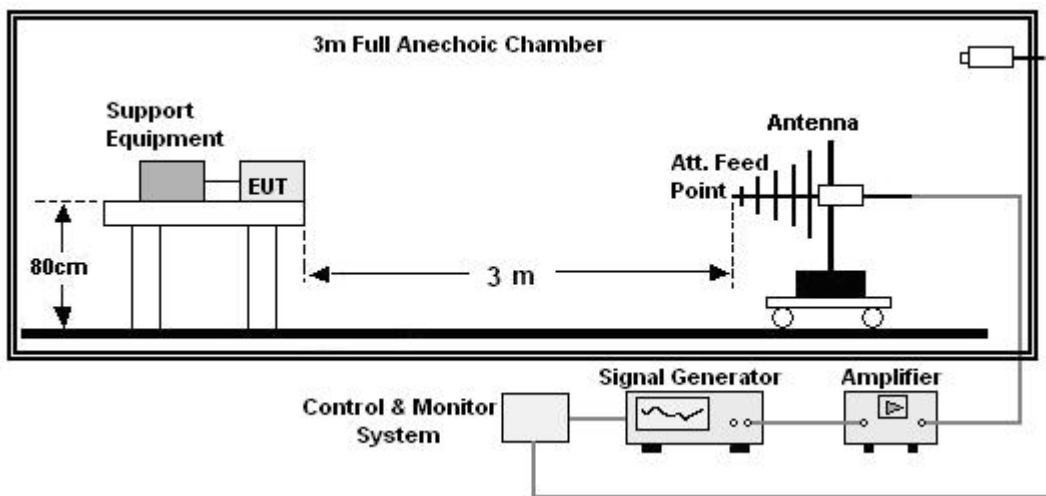 3m Full Anechoic Chamber
Support
Equipment
EUT
Antenna
Att. Feed
Point
80cm
3 m
Signal Generator
Amplifier
Control & Monitor
System